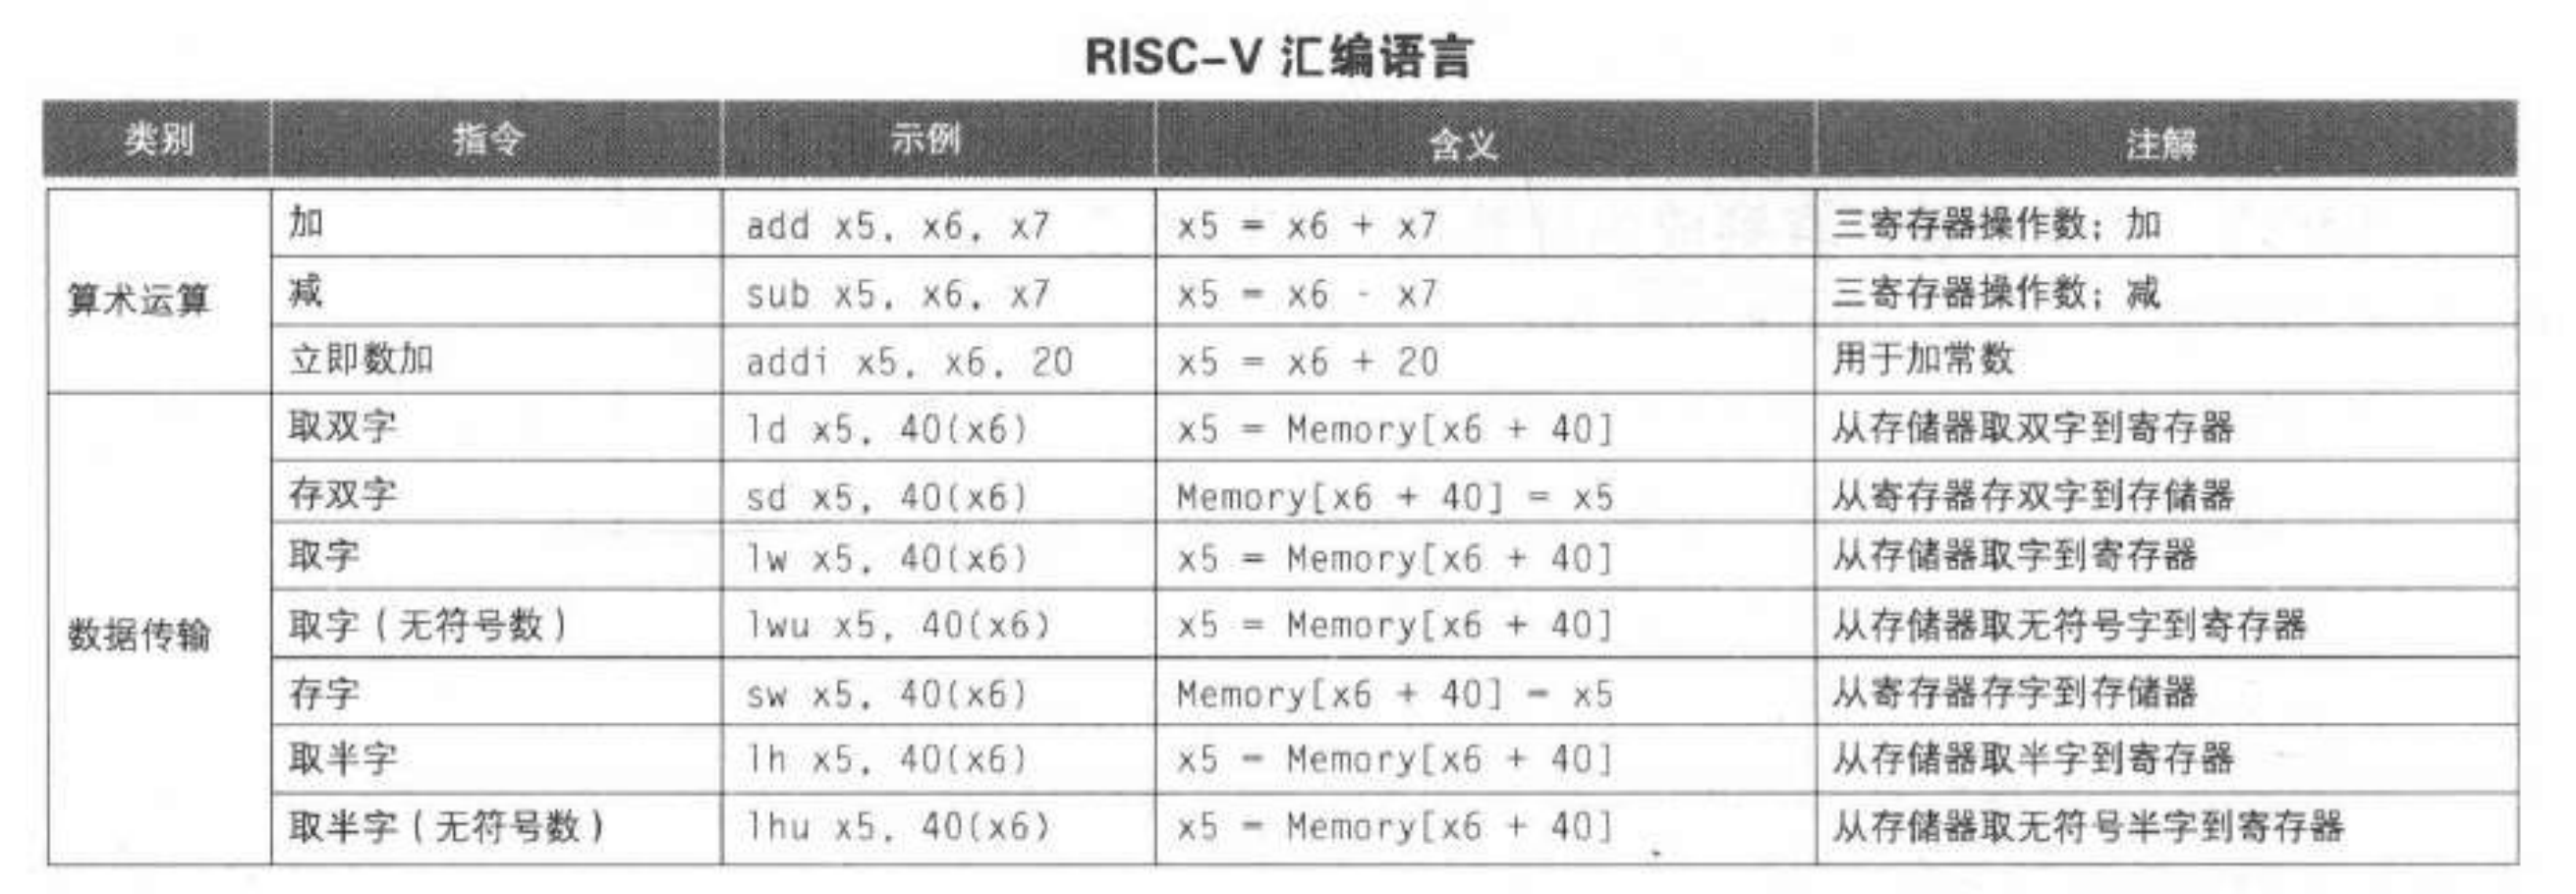 RISC-V 汇编语言
类别 指令 示例 含义 注解
算术运算 加 add x5, x6, x7 x5 = x6 + x7 三寄存器操作数；加
减 sub x5, x6, x7 x5 = x6 - x7 三寄存器操作数；减
立即数加 addi x5, x6, 20 x5 = x6 + 20 用于加常数
数据传输 取双字 ld x5, 40(x6) x5 = Memory[x6 + 40] 从存储器取双字到寄存器
存双字 sd x5, 40(x6) Memory[x6 + 40] = x5 从寄存器存双字到存储器
取字 lw x5, 40(x6) x5 = Memory[x6 + 40] 从存储器取字到寄存器
取字（无符号数） lwu x5, 40(x6) x5 = Memory[x6 + 40] 从存储器取无符号字到寄存器
存字 sw x5, 40(x6) Memory[x6 + 40] = x5 从寄存器存字到存储器
取半字 lh x5, 40(x6) x5 = Memory[x6 + 40] 从存储器取半字到寄存器
取半字（无符号数） lhu x5, 40(x6) x5 = Memory[x6 + 40] 从存储器取无符号半字到寄存器